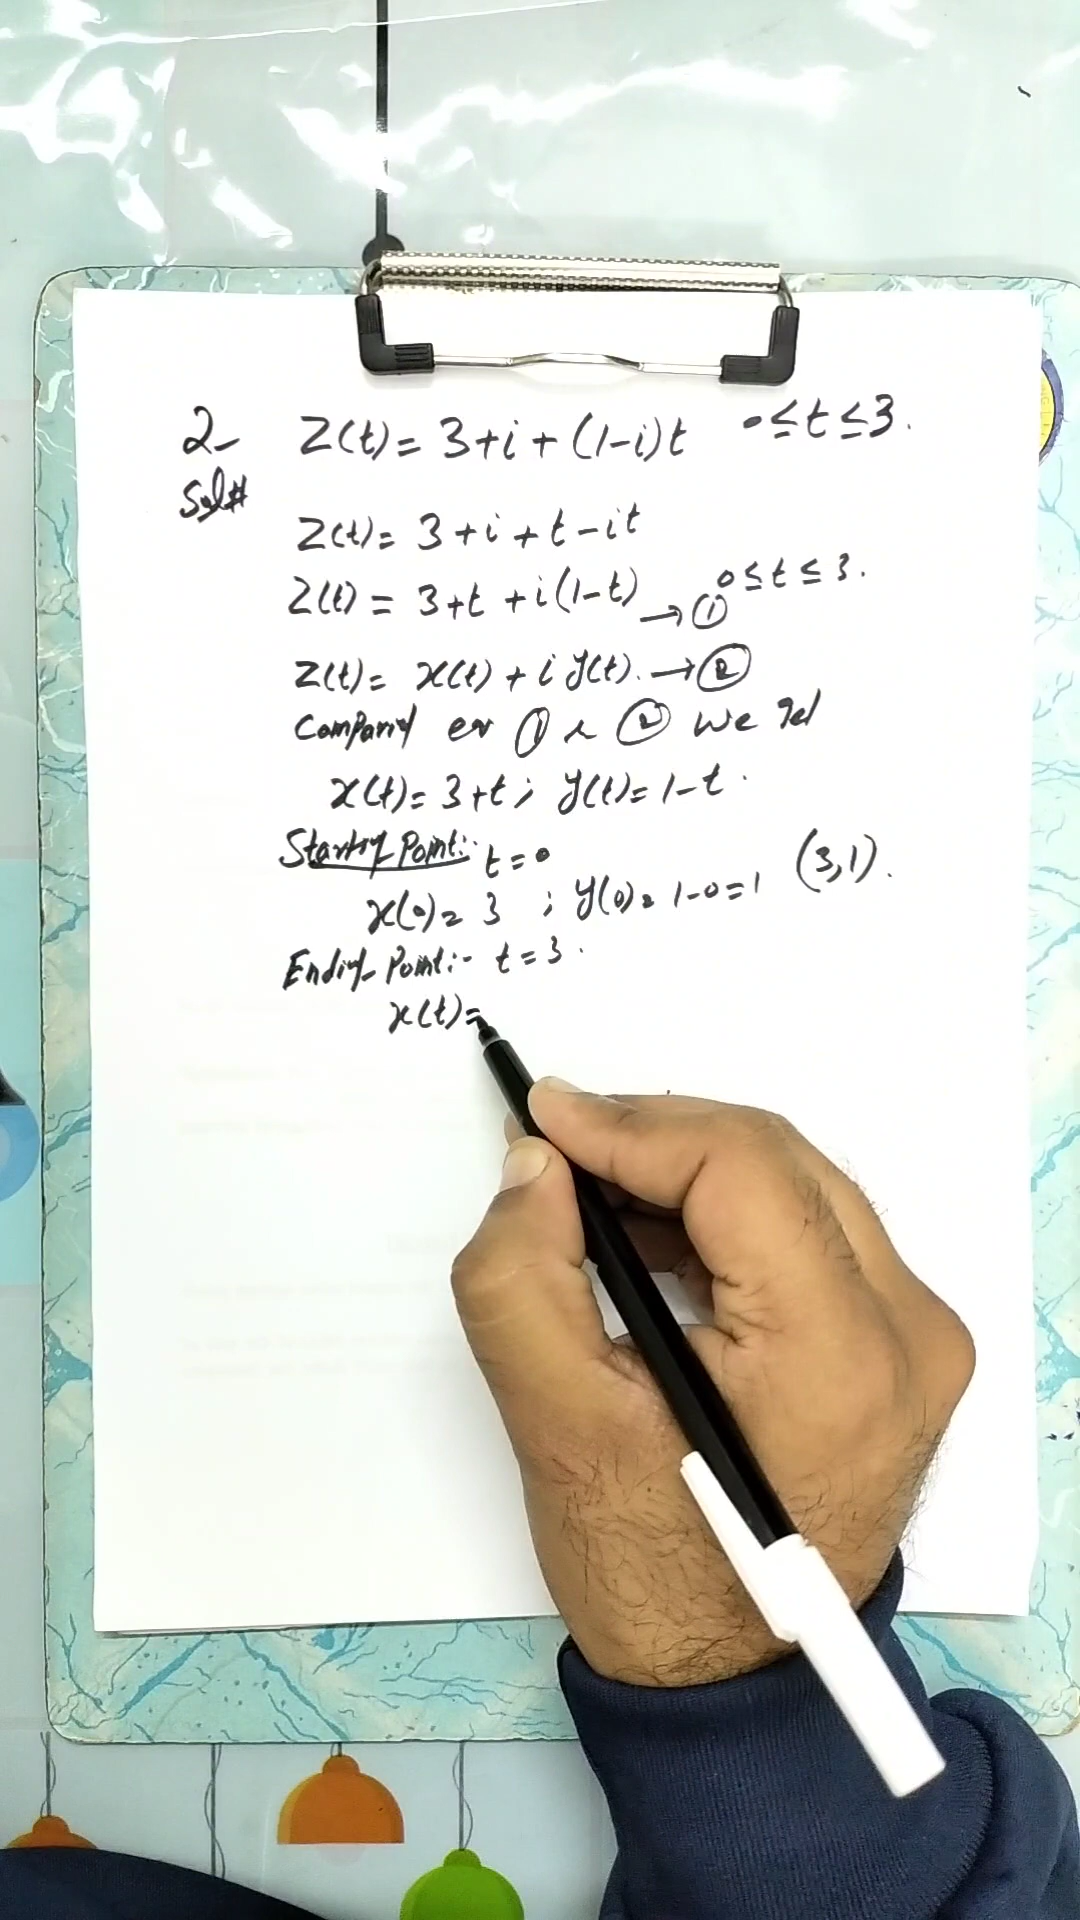 2- Z(t) = 3+i+(1-i)t 0≤t≤3.
Sol#
Z(t) = 3+i+t-it
Z(t) = 3+t+i(1-t) → ① 0≤t≤3.
Z(t) = x(t) + i y(t). → ②
Comparing eq ① & ② we get
x(t) = 3+t ; y(t) = 1-t.
Starting Point:- t=0
x(0) = 3 ; y(0) = 1-0=1 (3,1).
Ending Point:- t=3.
x(t)=